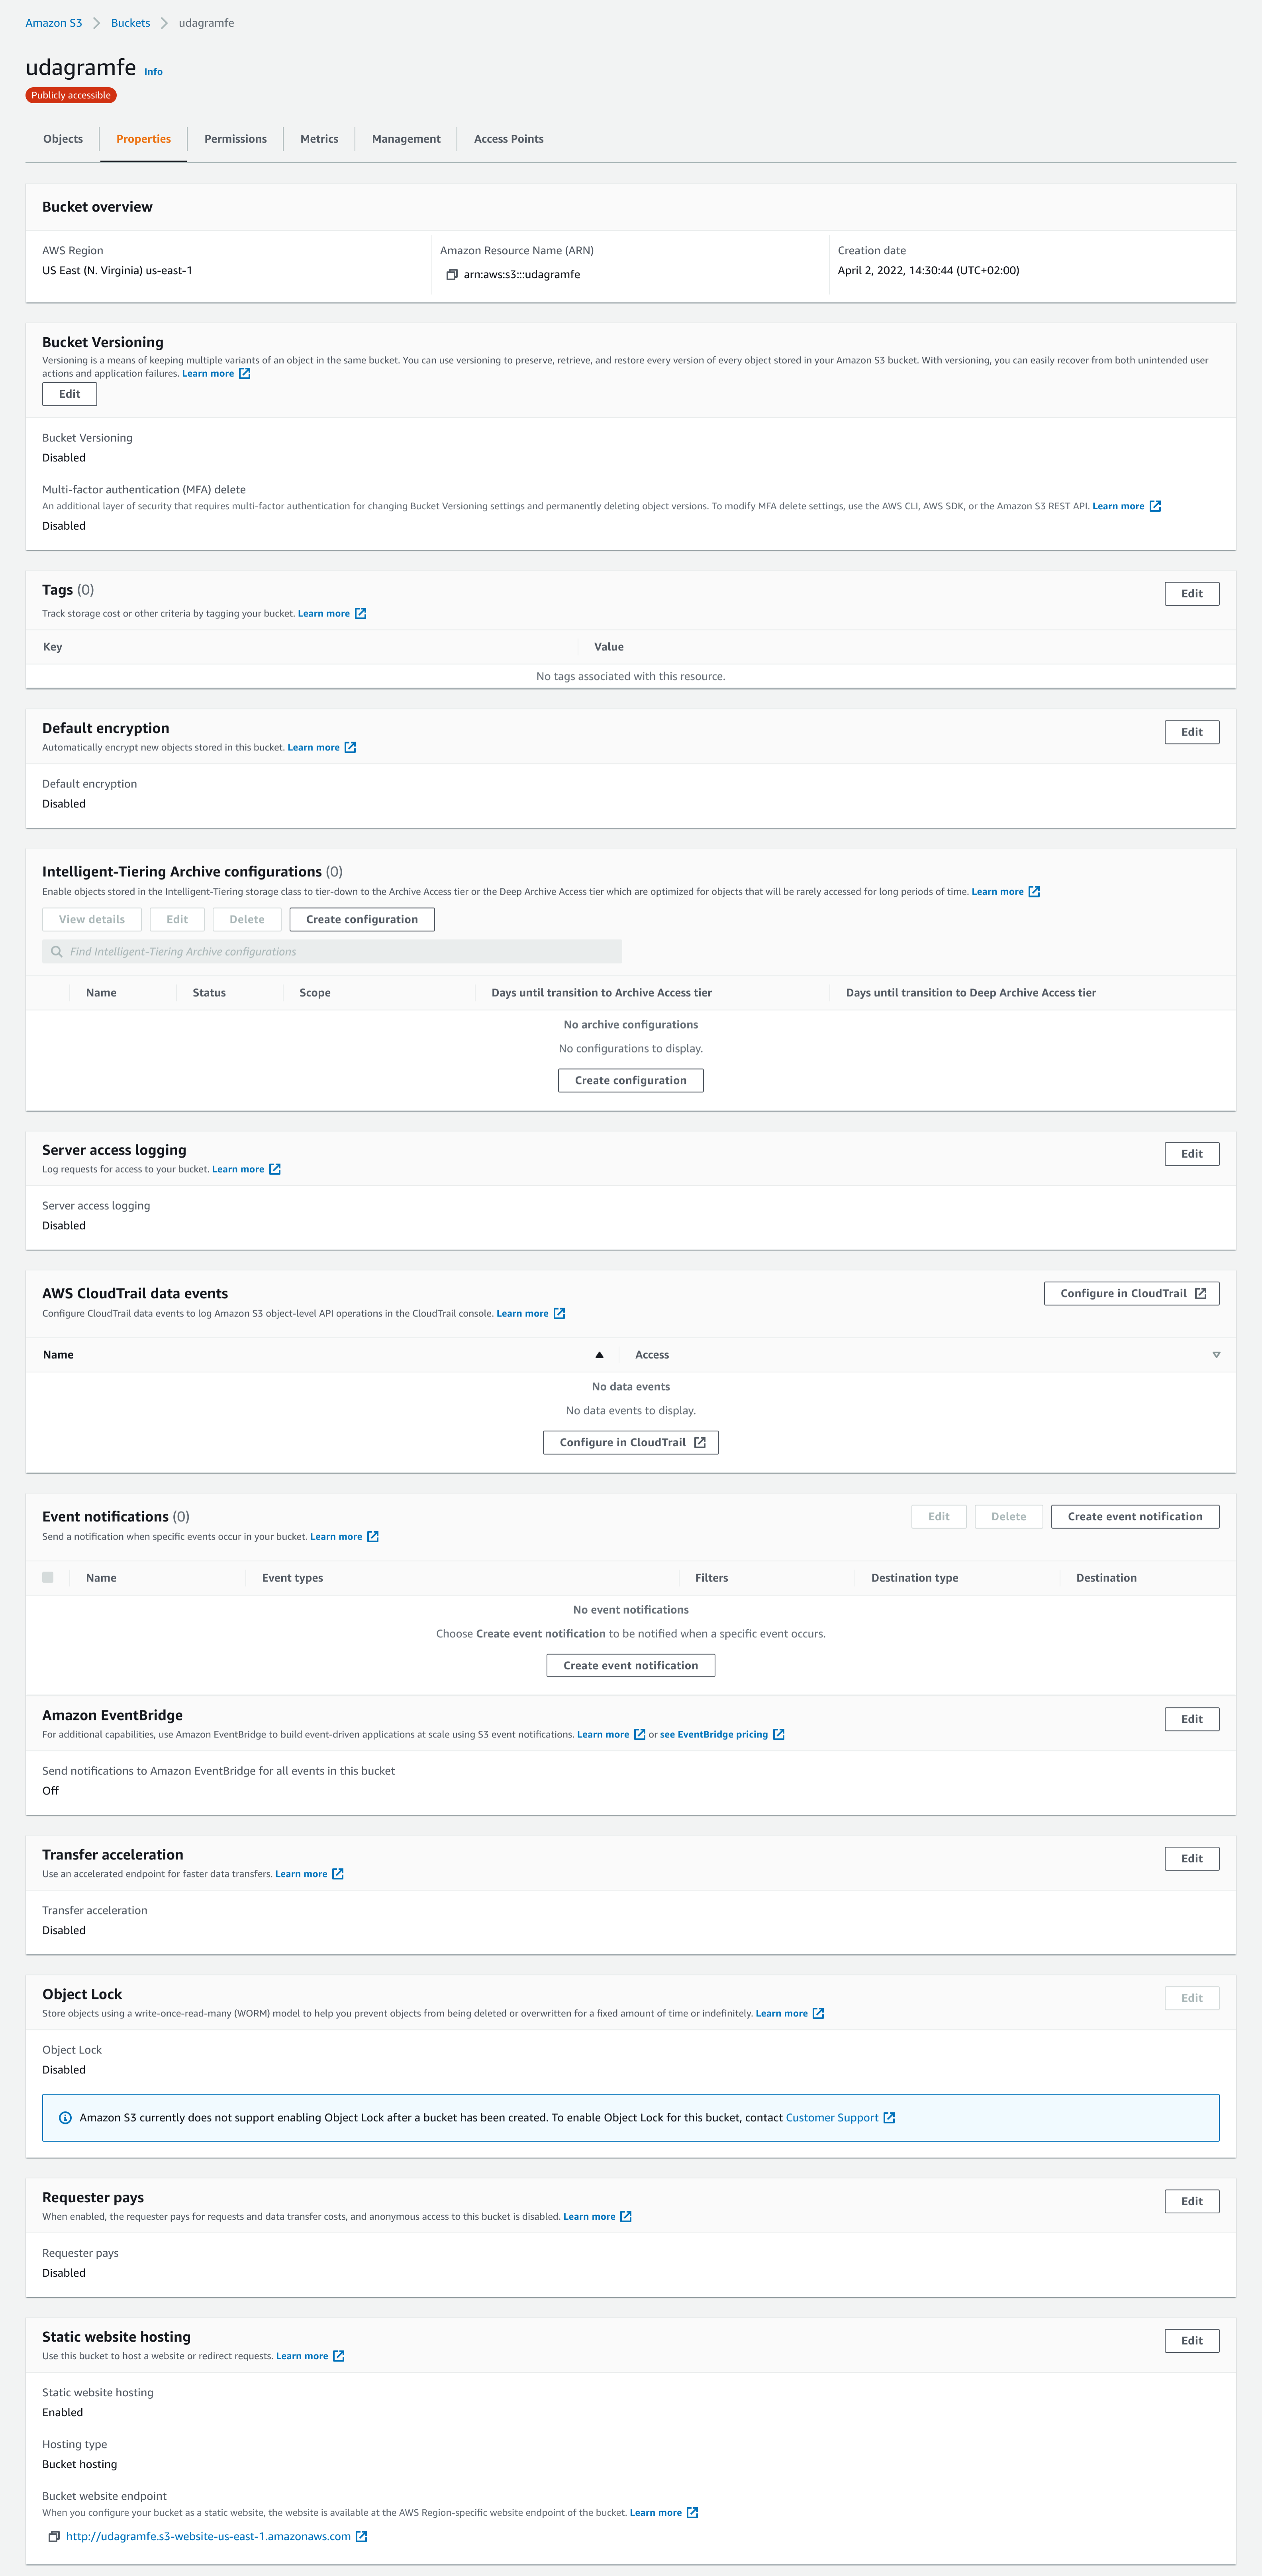 Amazon S3 > Buckets > udagramfe
udagramfe Info
Publicly accessible
Objects Properties Permissions Metrics Management Access Points
Bucket overview
AWS Region Amazon Resource Name (ARN) Creation date
US East (N. Virginia) us-east-1 arn:aws:s3:::udagramfe April 2, 2022, 14:30:44 (UTC+02:00)
Bucket Versioning
Versioning is a means of keeping multiple variants of an object in the same bucket. You can use versioning to preserve, retrieve, and restore every version of every object stored in your Amazon S3 bucket. With versioning, you can easily recover from both unintended user
actions and application failures. Learn more
Edit
Bucket Versioning
Disabled
Multi-factor authentication (MFA) delete
An additional layer of security that requires multi-factor authentication for changing Bucket Versioning settings and permanently deleting object versions. To modify MFA delete settings, use the AWS CLI, AWS SDK, or the Amazon S3 REST API. Learn more
Disabled
Tags (0) Edit
Track storage cost or other criteria by tagging your bucket. Learn more
Key Value
No tags associated with this resource.
Default encryption Edit
Automatically encrypt new objects stored in this bucket. Learn more
Default encryption
Disabled
Intelligent-Tiering Archive configurations (0)
Enable objects stored in the Intelligent-Tiering storage class to tier-down to the Archive Access tier or the Deep Archive Access tier which are optimized for objects that will be rarely accessed for long periods of time. Learn more
View details Edit Delete Create configuration
Find Intelligent-Tiering Archive configurations
Name Status Scope Days until transition to Archive Access tier Days until transition to Deep Archive Access tier
No archive configurations
No configurations to display.
Create configuration
Server access logging Edit
Log requests for access to your bucket. Learn more
Server access logging
Disabled
AWS CloudTrail data events Configure in CloudTrail
Configure CloudTrail data events to log Amazon S3 object-level API operations in the CloudTrail console. Learn more
Name Access
No data events
No data events to display.
Configure in CloudTrail
Event notifications (0) Edit Delete Create event notification
Send a notification when specific events occur in your bucket. Learn more
Name Event types Filters Destination type Destination
No event notifications
Choose Create event notification to be notified when a specific event occurs.
Create event notification
Amazon EventBridge Edit
For additional capabilities, use Amazon EventBridge to build event-driven applications at scale using S3 event notifications. Learn more or see EventBridge pricing
Send notifications to Amazon EventBridge for all events in this bucket
Off
Transfer acceleration Edit
Use an accelerated endpoint for faster data transfers. Learn more
Transfer acceleration
Disabled
Object Lock Edit
Store objects using a write-once-read-many (WORM) model to help you prevent objects from being deleted or overwritten for a fixed amount of time or indefinitely. Learn more
Object Lock
Disabled
Amazon S3 currently does not support enabling Object Lock after a bucket has been created. To enable Object Lock for this bucket, contact Customer Support
Requester pays Edit
When enabled, the requester pays for requests and data transfer costs, and anonymous access to this bucket is disabled. Learn more
Requester pays
Disabled
Static website hosting Edit
Use this bucket to host a website or redirect requests. Learn more
Static website hosting
Enabled
Hosting type
Bucket hosting
Bucket website endpoint
When you configure your bucket as a static website, the website is available at the AWS Region-specific website endpoint of the bucket. Learn more
http://udagramfe.s3-website-us-east-1.amazonaws.com